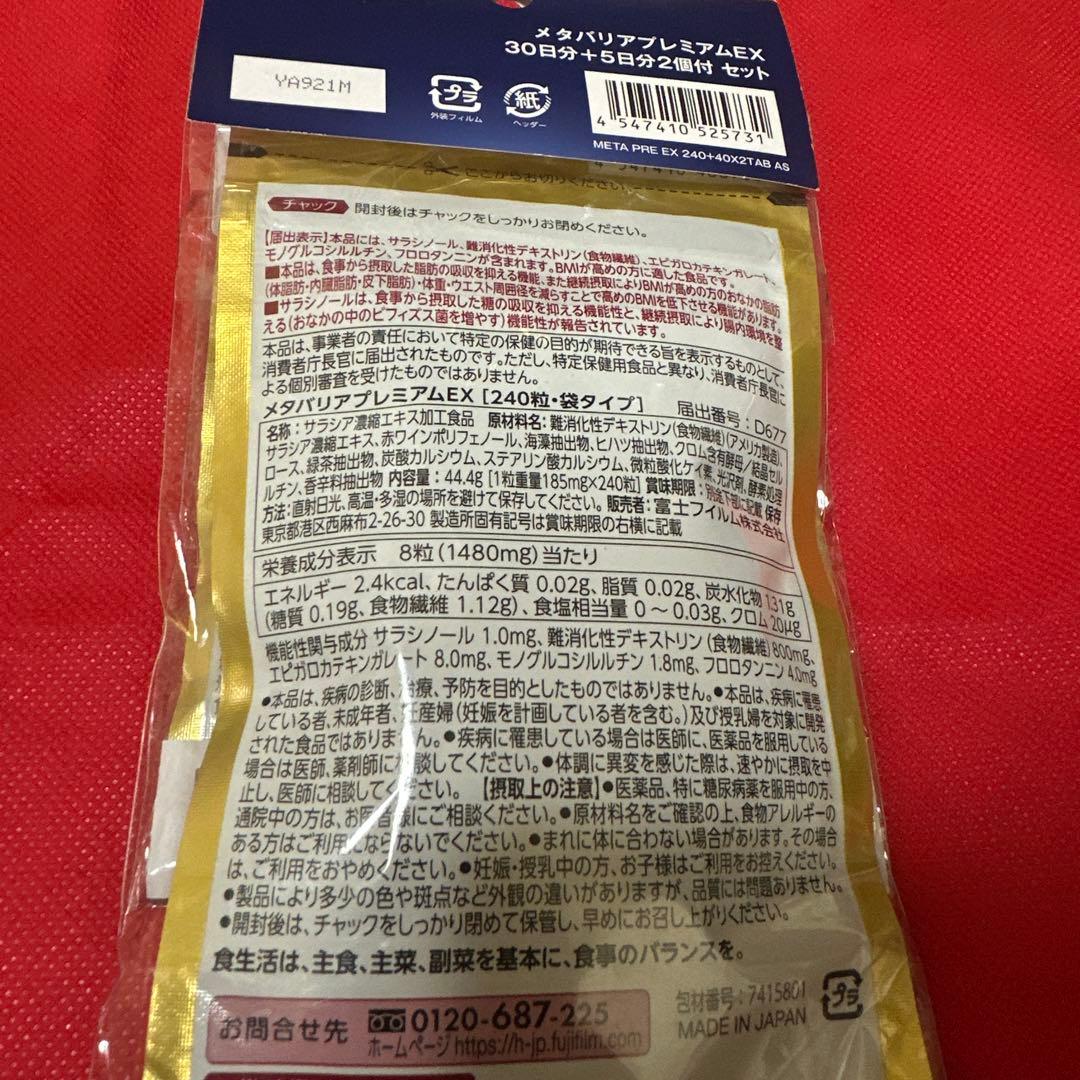 メタバリアプレミアムEX
30日分+5日分2個付 セット
YA921M
プラ
外装フィルム
紙
ヘッダー
4 547410 525731
META PRE EX 240+40X2TAB AS
ここからお切りください
チャック 開封後はチャックをしっかりお閉めください。
【届出表示】本品には、サラシノール、難消化性デキストリン(食物繊維)、エピガロカテキンガレート、
モノグルコシルルチン、フロロタンニンが含まれます。BMIが高めの方に適した食品です。
■本品は、食事から摂取した脂肪の吸収を抑える機能、また継続摂取によりBMIが高めの方のおなかの脂肪
(体脂肪・内臓脂肪・皮下脂肪)・体重・ウエスト周囲径を減らすことで高めのBMIを低下させる機能があります。
■サラシノールは、食事から摂取した糖の吸収を抑える機能性と、継続摂取により腸内環境を整
える(おなかの中のビフィズス菌を増やす)機能性が報告されています。
本品は、事業者の責任において特定の保健の目的が期待できる旨を表示するものとして、
消費者庁長官に届出されたものです。ただし、特定保健用食品と異なり、消費者庁長官に
よる個別審査を受けたものではありません。
メタバリアプレミアムEX [240粒・袋タイプ] 届出番号:D677
名称:サラシア濃縮エキス加工食品 原材料名:難消化性デキストリン(食物繊維)(アメリカ製造)、
サラシア濃縮エキス、赤ワインポリフェノール、海藻抽出物、ヒハツ抽出物、クロム含有酵母/結晶セル
ロース、緑茶抽出物、炭酸カルシウム、ステアリン酸カルシウム、微粒酸化ケイ素、光沢剤、酵素処理
ルチン、香辛料抽出物 内容量:44.4g [1粒重量185mg×240粒] 賞味期限:別途下部に記載 保存
方法:直射日光、高温・多湿の場所を避けて保存してください。 販売者:富士フイルム株式会社
東京都港区西麻布2-26-30 製造所固有記号は賞味期限の右横に記載
栄養成分表示 8粒(1480mg)当たり
エネルギー 2.4kcal、たんぱく質 0.02g、脂質 0.02g、炭水化物 1.31g
(糖質 0.19g、食物繊維 1.12g)、食塩相当量 0〜0.03g、クロム 20μg
機能性関与成分 サラシノール 1.0mg、難消化性デキストリン(食物繊維)800mg、
エピガロカテキンガレート 8.0mg、モノグルコシルルチン 1.8mg、フロロタンニン 4.0mg
●本品は、疾病の診断、治療、予防を目的としたものではありません。●本品は、疾病に罹患
している者、未成年者、妊産婦(妊娠を計画している者を含む。)及び授乳婦を対象に開発
された食品ではありません。●疾病に罹患している場合は医師に、医薬品を服用している
場合は医師、薬剤師に相談してください。●体調に異変を感じた際は、速やかに摂取を中
止し、医師に相談してください。【摂取上の注意】●医薬品、特に糖尿病薬を服用中の方、
通院中の方は、お医者様にご相談ください。●原材料名をご確認の上、食物アレルギーの
ある方はご利用にならないでください。●まれに体に合わない場合があります。その場合
は、ご利用をおやめください。●妊娠・授乳中の方、お子様はご利用をお控えください。
●製品により多少の色や斑点など外観の違いがありますが、品質には問題ありません。
●開封後は、チャックをしっかり閉めて保管し、早めにお召し上がりください。
食生活は、主食、主菜、副菜を基本に、食事のバランスを。
お問合せ先 0120-687-225
ホームページ https://h-jp.fujifilm.com
包材番号:7415801
MADE IN JAPAN
プラ